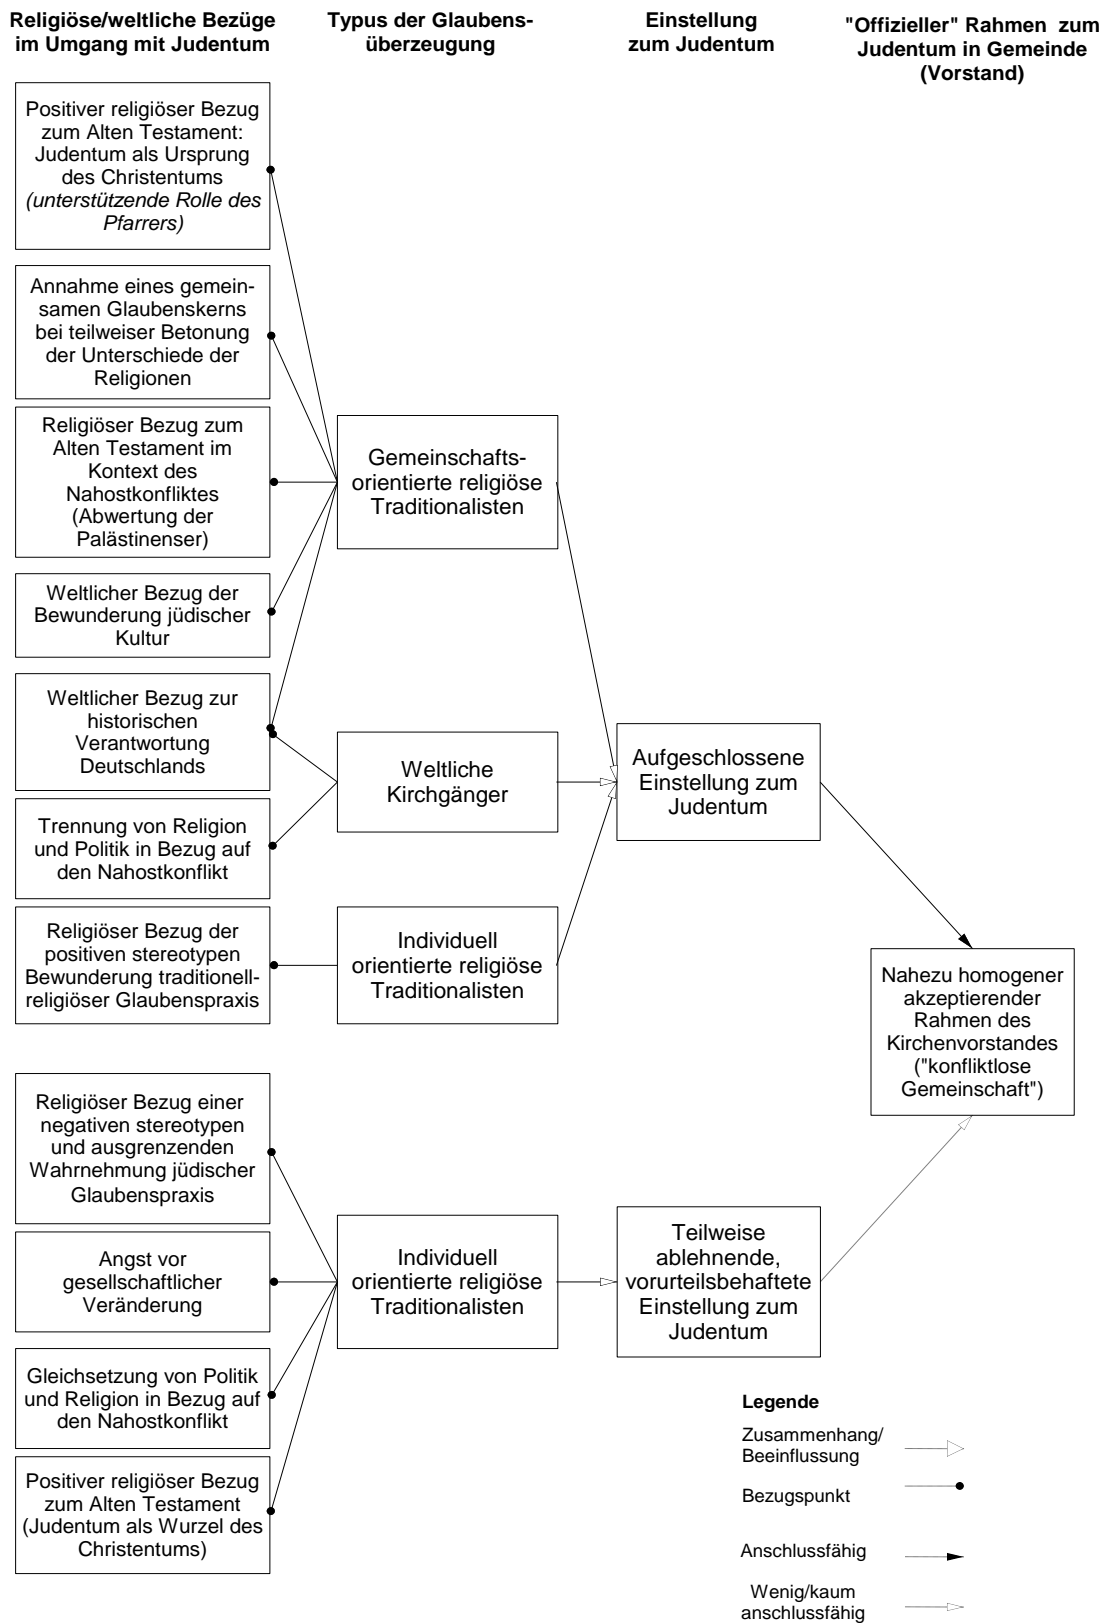 Religiöse/weltliche Bezüge
im Umgang mit Judentum
Typus der Glaubens-
überzeugung
Einstellung
zum Judentum
"Offizieller" Rahmen zum
Judentum in Gemeinde
(Vorstand)
Positiver religiöser Bezug
zum Alten Testament:
Judentum als Ursprung
des Christentums
(unterstützende Rolle des
Pfarrers)
Annahme eines gemein-
samen Glaubenskerns
bei teilweiser Betonung
der Unterschiede der
Religionen
Religiöser Bezug zum
Alten Testament im
Kontext des
Nahostkonfliktes
(Abwertung der
Palästinenser)
Weltlicher Bezug der
Bewunderung jüdischer
Kultur
Weltlicher Bezug zur
historischen
Verantwortung
Deutschlands
Trennung von Religion
und Politik in Bezug auf
den Nahostkonflikt
Religiöser Bezug der
positiven stereotypen
Bewunderung traditionell-
religiöser Glaubenspraxis
Gemeinschafts-
orientierte religiöse
Traditionalisten
Weltliche
Kirchgänger
Individuell
orientierte religiöse
Traditionalisten
Aufgeschlossene
Einstellung zum
Judentum
Nahezu homogener
akzeptierender
Rahmen des
Kirchenvorstandes
("konfliktlose
Gemeinschaft")
Religiöser Bezug einer
negativen stereotypen
und ausgrenzenden
Wahrnehmung jüdischer
Glaubenspraxis
Angst vor
gesellschaftlicher
Veränderung
Gleichsetzung von Politik
und Religion in Bezug auf
den Nahostkonflikt
Positiver religiöser Bezug
zum Alten Testament
(Judentum als Wurzel des
Christentums)
Individuell
orientierte religiöse
Traditionalisten
Teilweise
ablehnende,
vorurteilsbehaftete
Einstellung zum
Judentum
Legende
Zusammenhang/
Beeinflussung
Bezugspunkt
Anschlussfähig
Wenig/kaum
anschlussfähig